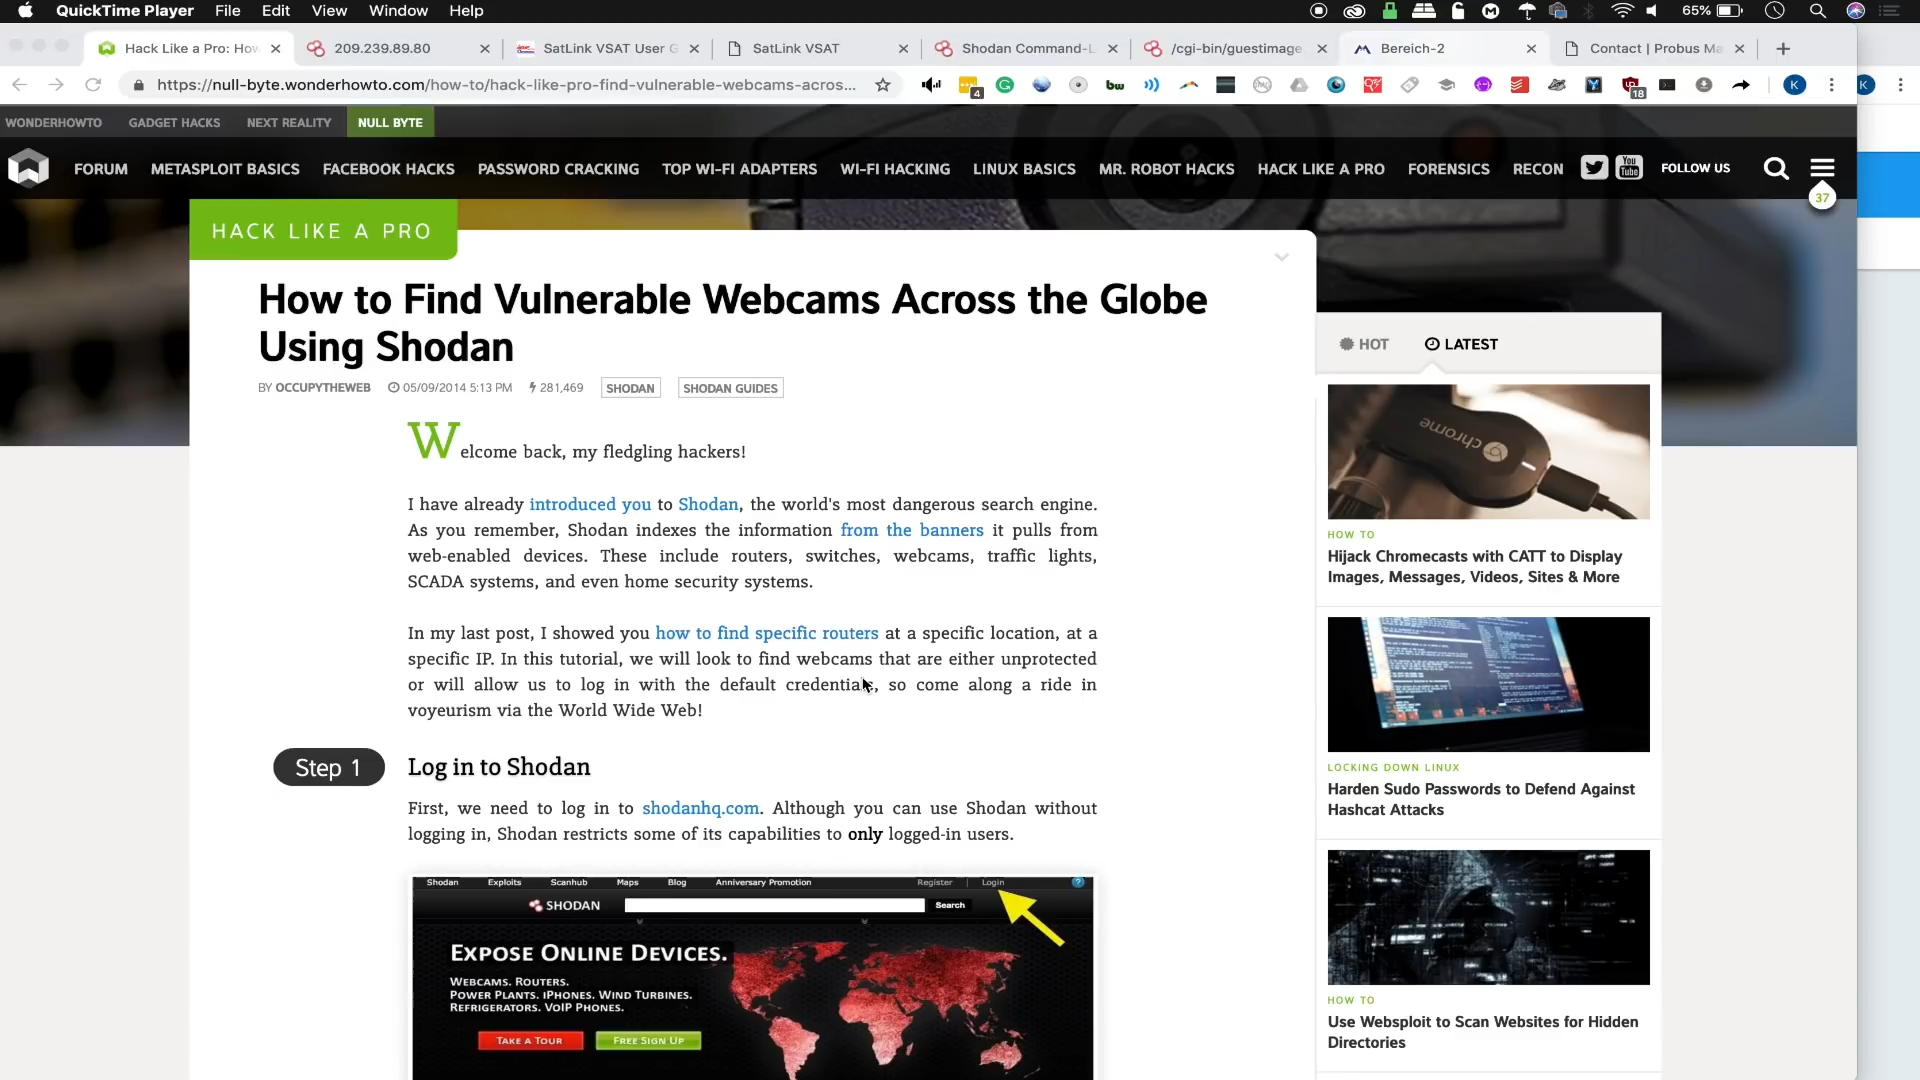 QuickTime Player File Edit View Window Help 65%
Hack Like a Pro: How
209.239.89.80
SatLink VSAT User G
SatLink VSAT
Shodan Command-L
/cgi-bin/guestimage.
Bereich-2
Contact | Probus Ma
https://null-byte.wonderhowto.com/how-to/hack-like-pro-find-vulnerable-webcams-acros...
4
bw
18
K
K
WONDERHOWTO GADGET HACKS NEXT REALITY NULL BYTE
FORUM METASPLOIT BASICS FACEBOOK HACKS PASSWORD CRACKING TOP WI-FI ADAPTERS WI-FI HACKING LINUX BASICS MR. ROBOT HACKS HACK LIKE A PRO FORENSICS RECON You Tube FOLLOW US
37
HACK LIKE A PRO
How to Find Vulnerable Webcams Across the Globe
Using Shodan
BY OCCUPYTHEWEB 05/09/2014 5:13 PM 281,469 SHODAN SHODAN GUIDES
Welcome back, my fledgling hackers!
I have already introduced you to Shodan, the world's most dangerous search engine.
As you remember, Shodan indexes the information from the banners it pulls from
web-enabled devices. These include routers, switches, webcams, traffic lights,
SCADA systems, and even home security systems.
In my last post, I showed you how to find specific routers at a specific location, at a
specific IP. In this tutorial, we will look to find webcams that are either unprotected
or will allow us to log in with the default credentials, so come along a ride in
voyeurism via the World Wide Web!
Step 1 Log in to Shodan
First, we need to log in to shodanhq.com. Although you can use Shodan without
logging in, Shodan restricts some of its capabilities to only logged-in users.
Shodan Exploits Scanhub Maps Blog Anniversary Promotion Register | Login ?
SHODAN Search
EXPOSE ONLINE DEVICES.
WEBCAMS. ROUTERS.
POWER PLANTS. IPHONES. WIND TURBINES.
REFRIGERATORS. VOIP PHONES.
TAKE A TOUR FREE SIGN UP
HOT LATEST
chrome
HOW TO
Hijack Chromecasts with CATT to Display
Images, Messages, Videos, Sites & More
LOCKING DOWN LINUX
Harden Sudo Passwords to Defend Against
Hashcat Attacks
HOW TO
Use Websploit to Scan Websites for Hidden
Directories